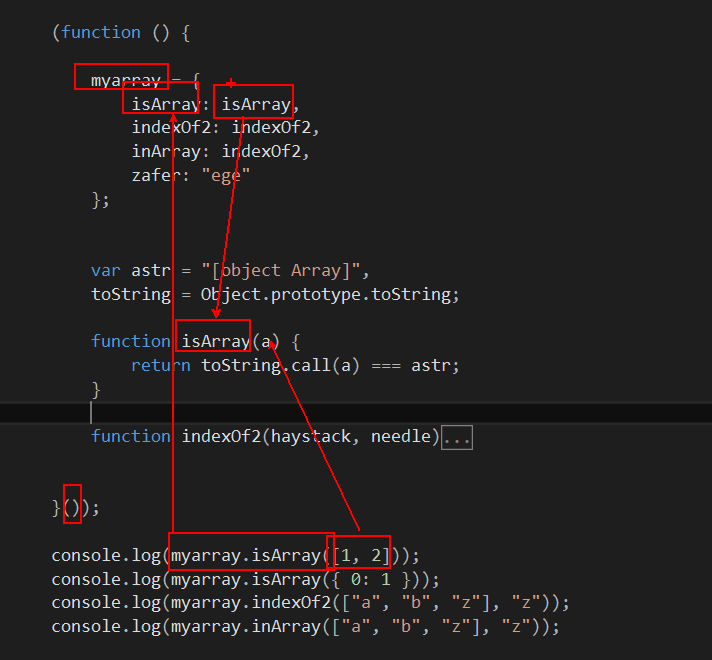 (function () {
myarray = {
isArray: isArray,
indexOf2: indexOf2,
inArray: indexOf2,
zafer: "ege"
};
var astr = "[object Array]",
toString = Object.prototype.toString;
function isArray(a) {
return toString.call(a) === astr;
}
function indexOf2(haystack, needle)...
}());
console.log(myarray.isArray([1, 2]));
console.log(myarray.isArray({ 0: 1 }));
console.log(myarray.indexOf2(["a", "b", "z"], "z"));
console.log(myarray.inArray(["a", "b", "z"], "z"));